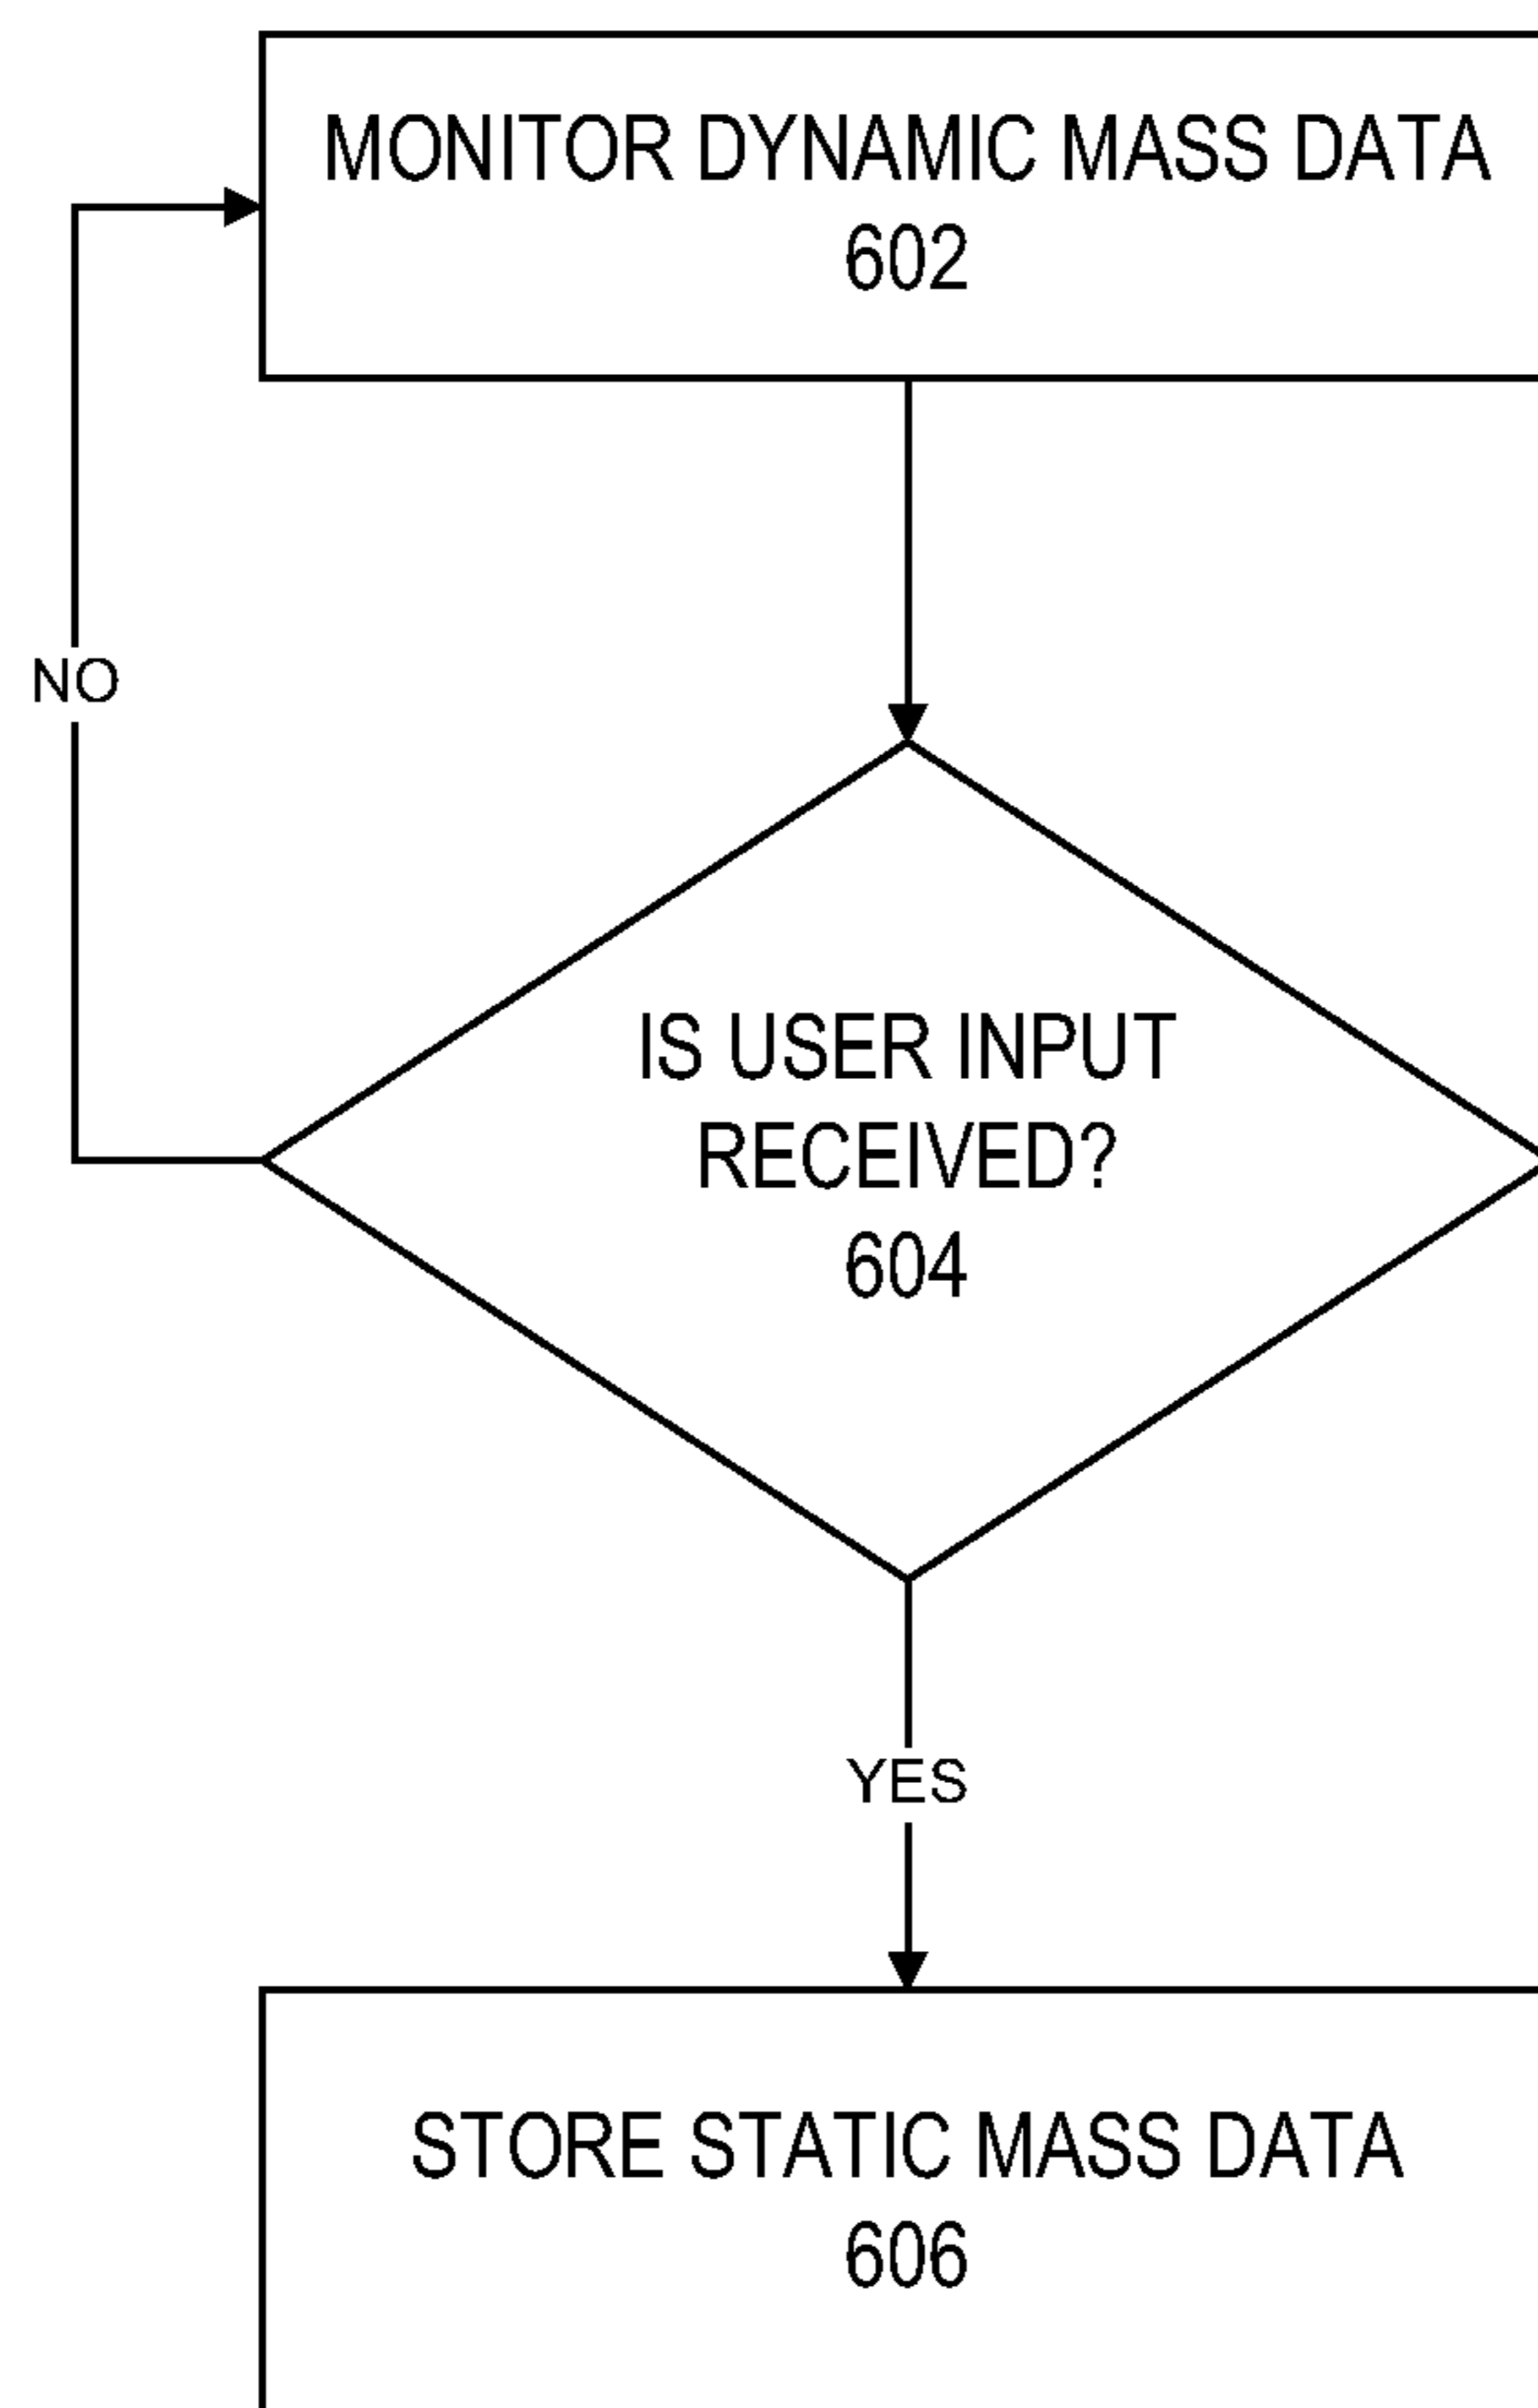 MONITOR DYNAMIC MASS DATA
602
NO
IS USER INPUT
RECEIVED?
604
YES
STORE STATIC MASS DATA
606